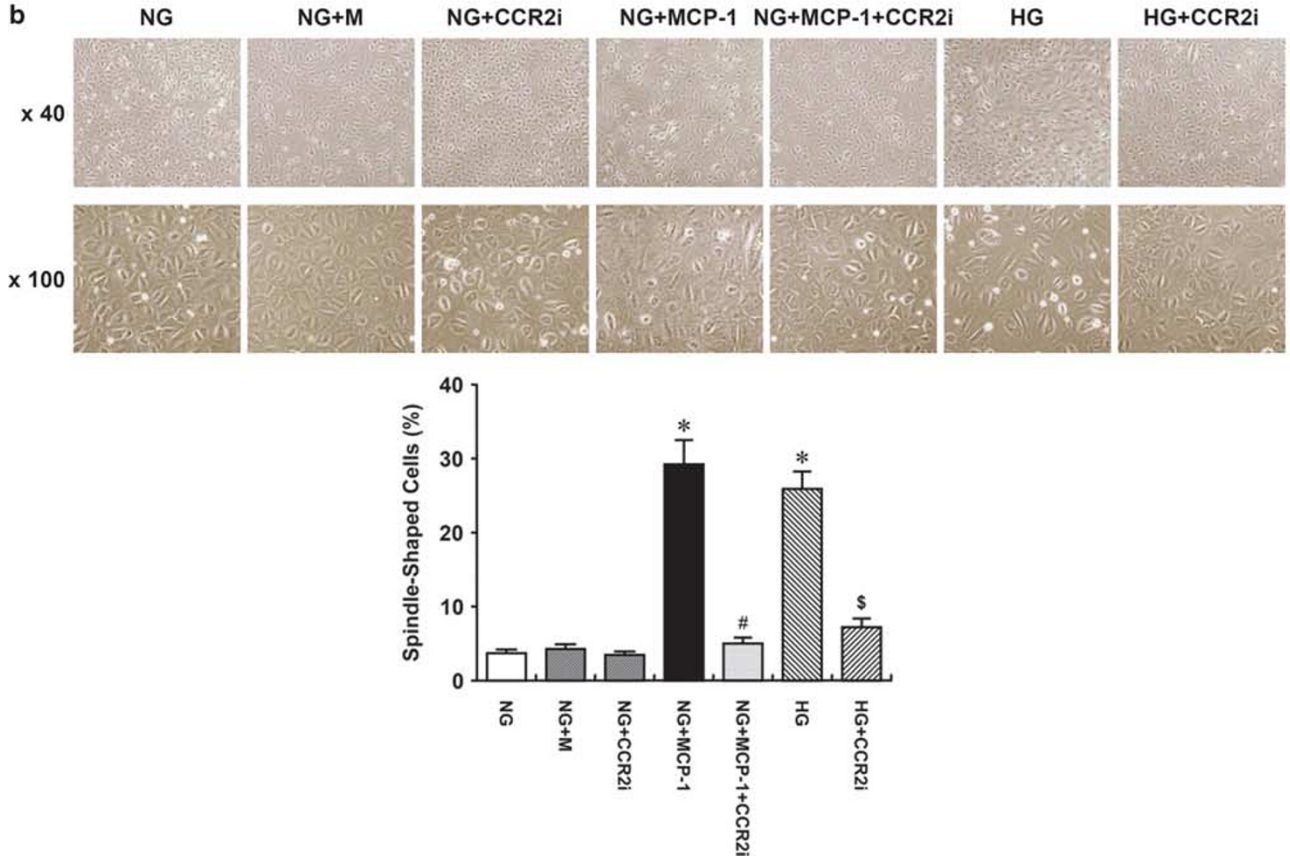 b
NG NG+M NG+CCR2i NG+MCP-1 NG+MCP-1+CCR2i HG HG+CCR2i
x 40
x 100
Spindle-Shaped Cells (%)
40
30
20
10
0
*
#
*
$
NG
NG+M
NG+CCR2i
NG+MCP-1
NG+MCP-1+CCR2i
HG
HG+CCR2i